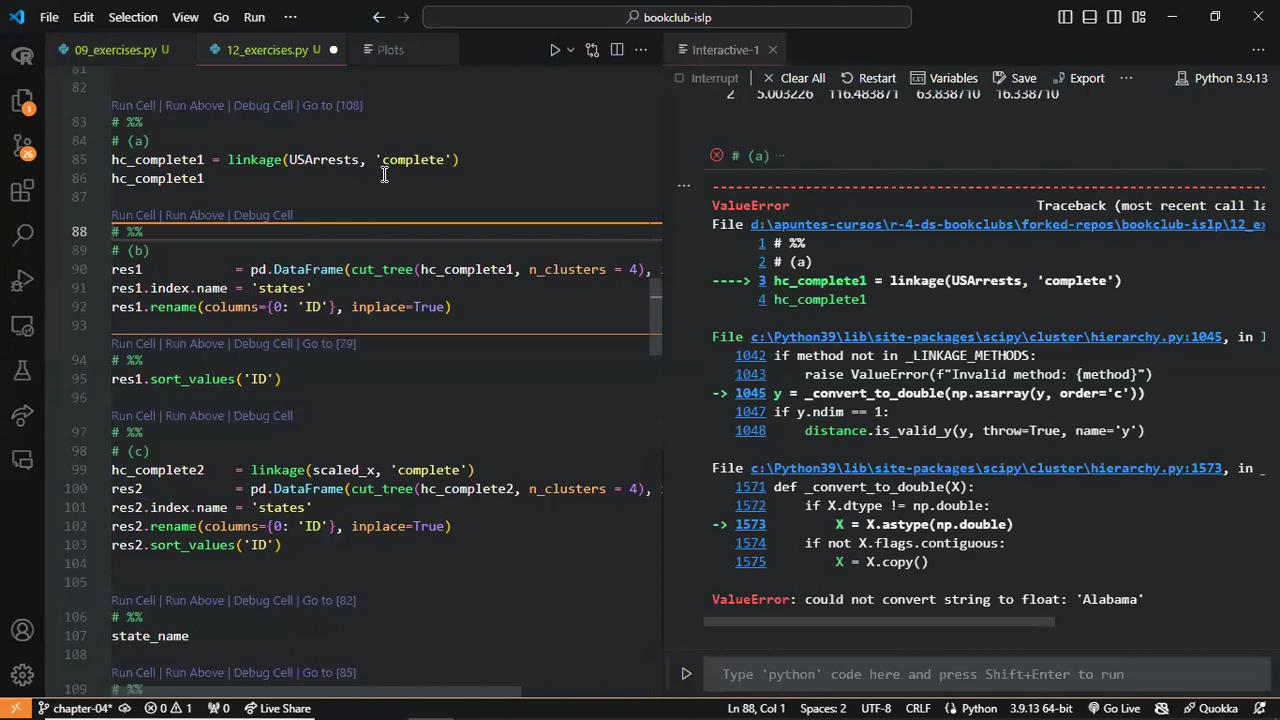 File Edit Selection View Go Run ··· bookclub-islp
09_exercises.py U 12_exercises.py U Plots
81
82
Run Cell | Run Above | Debug Cell | Go to [108]
83 # %%
84 # (a)
85 hc_complete1 = linkage(USArrests, 'complete')
86 hc_complete1
87
Run Cell | Run Above | Debug Cell
88 # %%
89 # (b)
90 res1 = pd.DataFrame(cut_tree(hc_complete1, n_clusters = 4),
91 res1.index.name = 'states'
92 res1.rename(columns={0: 'ID'}, inplace=True)
93
Run Cell | Run Above | Debug Cell | Go to [79]
94 # %%
95 res1.sort_values('ID')
96
Run Cell | Run Above | Debug Cell
97 # %%
98 # (c)
99 hc_complete2 = linkage(scaled_x, 'complete')
100 res2 = pd.DataFrame(cut_tree(hc_complete2, n_clusters = 4),
101 res2.index.name = 'states'
102 res2.rename(columns={0: 'ID'}, inplace=True)
103 res2.sort_values('ID')
104
105
Run Cell | Run Above | Debug Cell | Go to [82]
106 # %%
107 state_name
108
Run Cell | Run Above | Debug Cell | Go to [85]
109 # %%
Interactive-1
Interrupt Clear All Restart Variables Save Export ··· Python 3.9.13
2 5.003226 116.483871 63.838710 16.338710
# (a) ···
ValueError Traceback (most recent call la
File d:\apuntes-cursos\r-4-ds-bookclubs\forked-repos\bookclub-islp\12_ex
1 # %%
2 # (a)
----> 3 hc_complete1 = linkage(USArrests, 'complete')
4 hc_complete1
File c:\Python39\lib\site-packages\scipy\cluster\hierarchy.py:1045, in l
1042 if method not in _LINKAGE_METHODS:
1043 raise ValueError(f"Invalid method: {method}")
-> 1045 y = _convert_to_double(np.asarray(y, order='c'))
1047 if y.ndim == 1:
1048 distance.is_valid_y(y, throw=True, name='y')
File c:\Python39\lib\site-packages\scipy\cluster\hierarchy.py:1573, in _
1571 def _convert_to_double(X):
1572 if X.dtype != np.double:
-> 1573 X = X.astype(np.double)
1574 if not X.flags.contiguous:
1575 X = X.copy()
ValueError: could not convert string to float: 'Alabama'
Type 'python' code here and press Shift+Enter to run
1
26
chapter-04* 0 1 Live Share Ln 88, Col 1 Spaces: 2 UTF-8 CRLF Python 3.9.13 64-bit Go Live Quokka